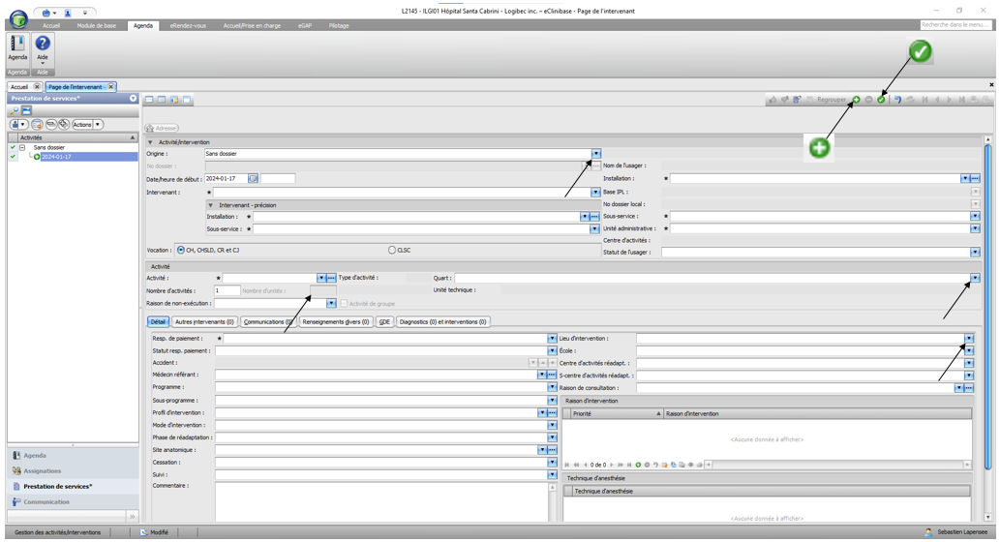 L2145 - ILG01 Hôpital Santa Cabrini - Logibec inc. – eClinibase - Page de l'intervenant
Accueil Module de base Agenda eRendez-vous Accueil/Prise en charge eGAP Pilotage
Recherche dans le menu...
Agenda Aide
Agenda Aide
Accueil Page de l'intervenant
Prestation de services*
Regrouper
Actions
Adresse
Activités
Sans dossier
2024-01-17
Activité/intervention
Origine : Sans dossier
No dossier : Nom de l'usager :
Date/heure de début : 2024-01-17 Installation : *
Intervenant : * Base IPL :
Intervenant - précision No dossier local :
Installation : * Sous-service : *
Sous-service : * Unité administrative : *
Centre d'activités :
Vocation : CH, CHSLD, CR et CJ CLSC Statut de l'usager :
Activité
Activité : * Type d'activité : Quart :
Nombre d'activités : 1 Nombre d'unités : Unité technique :
Raison de non-exécution : Activité de groupe
Détail Autres intervenants (0) Communications (0) Renseignements divers (0) GDE Diagnostics (0) et interventions (0)
Resp. de paiement : * Lieu d'intervention :
Statut resp. paiement : École :
Accident : Centre d'activités réadapt. :
Médecin référant : S-centre d'activités réadapt. :
Programme : Raison de consultation :
Sous-programme : Raison d'intervention
Profil d'intervention : Priorité Raison d'intervention
Mode d'intervention :
Phase de réadaptation : <Aucune donnée à afficher>
Site anatomique :
Cessation : 0 de 0
Suivi : Technique d'anesthésie
Commentaire : Technique d'anesthésie
<Aucune donnée à afficher>
Agenda
Assignations
Prestation de services*
Communication
Gestion des activités/interventions Modifié Sebastien Lapensee